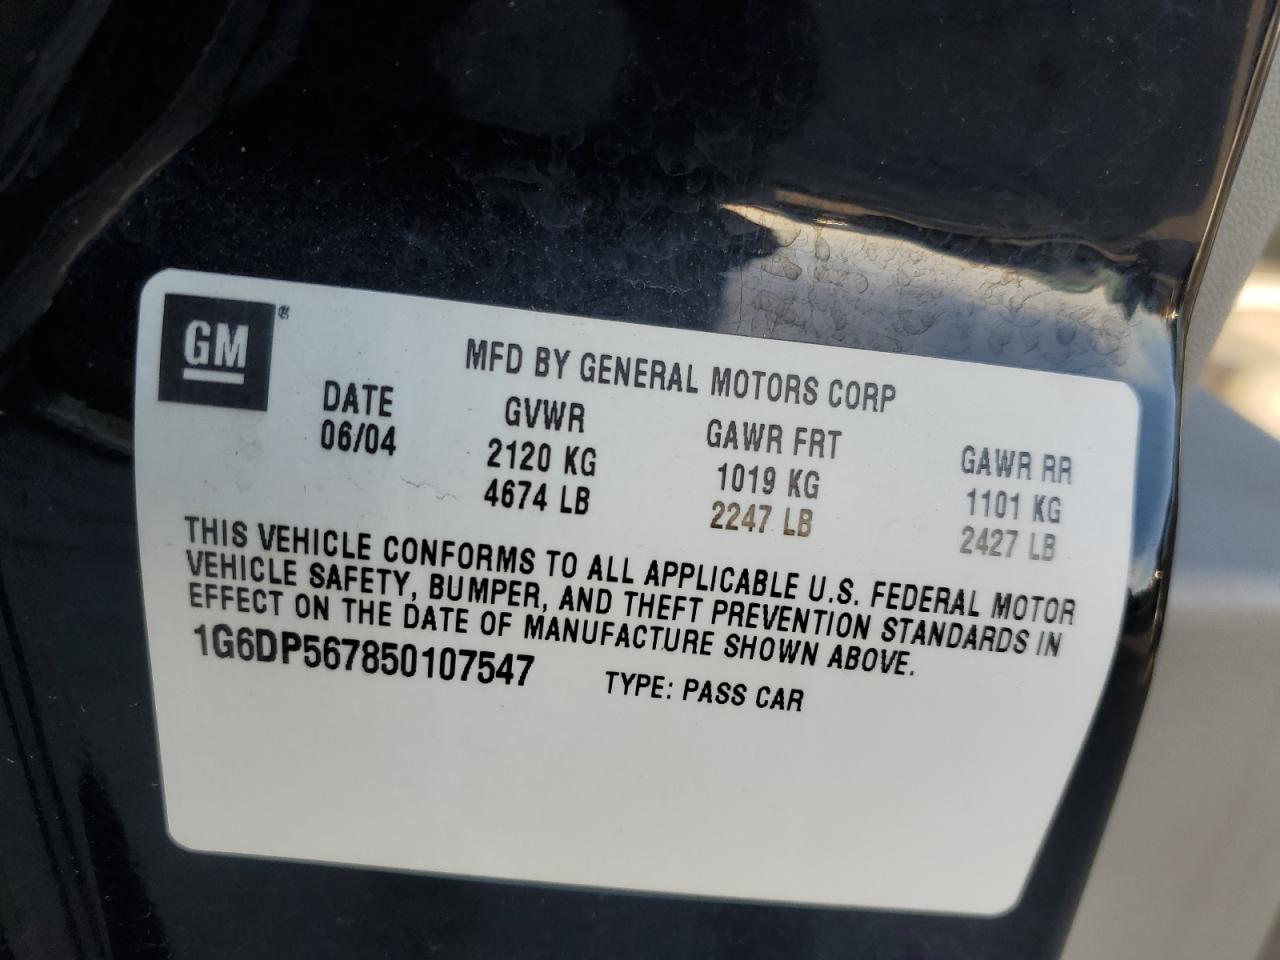 GM ®
MFD BY GENERAL MOTORS CORP
DATE GVWR GAWR FRT GAWR RR
06/04 2120 KG 1019 KG 1101 KG
4674 LB 2247 LB 2427 LB
THIS VEHICLE CONFORMS TO ALL APPLICABLE U.S. FEDERAL MOTOR
VEHICLE SAFETY, BUMPER, AND THEFT PREVENTION STANDARDS IN
EFFECT ON THE DATE OF MANUFACTURE SHOWN ABOVE.
1G6DP567850107547 TYPE: PASS CAR